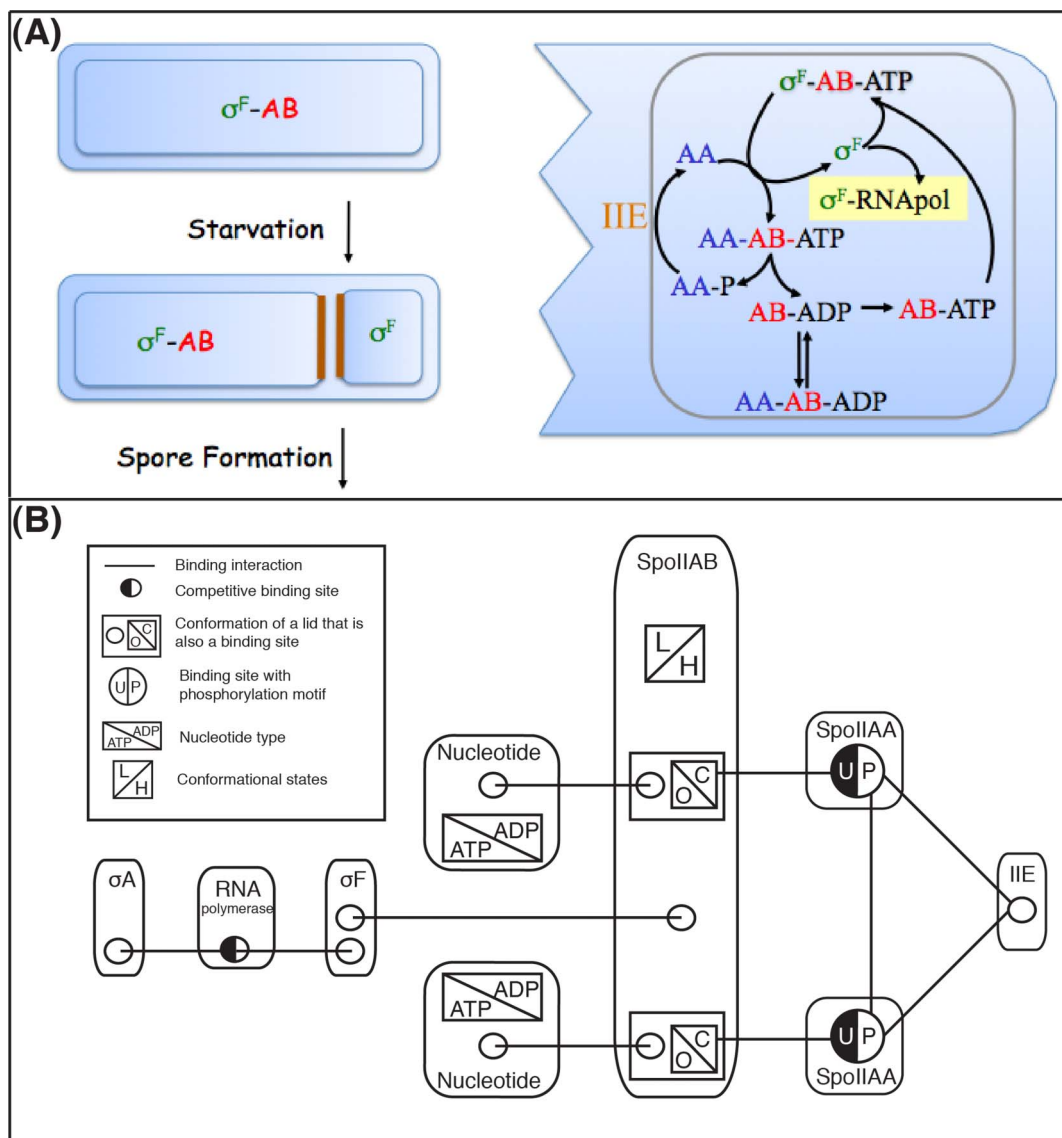 (A)
σF-AB
Starvation
σF-AB
σF
Spore Formation
σF-AB-ATP
AA
σF
σF-RNApol
IIE
AA-AB-ATP
AA-P
AB-ADP
AB-ATP
AA-AB-ADP
(B)
Binding interaction
Competitive binding site
O C
Conformation of a lid that is
also a binding site
U P
Binding site with
phosphorylation motif
ATP ADP
Nucleotide type
L H
Conformational states
SpoIIAB
L
H
Nucleotide
ATP ADP
C
O
SpoIIAA
U P
σA
RNA
polymerase
σF
IIE
ATP ADP
Nucleotide
C
O
U P
SpoIIAA